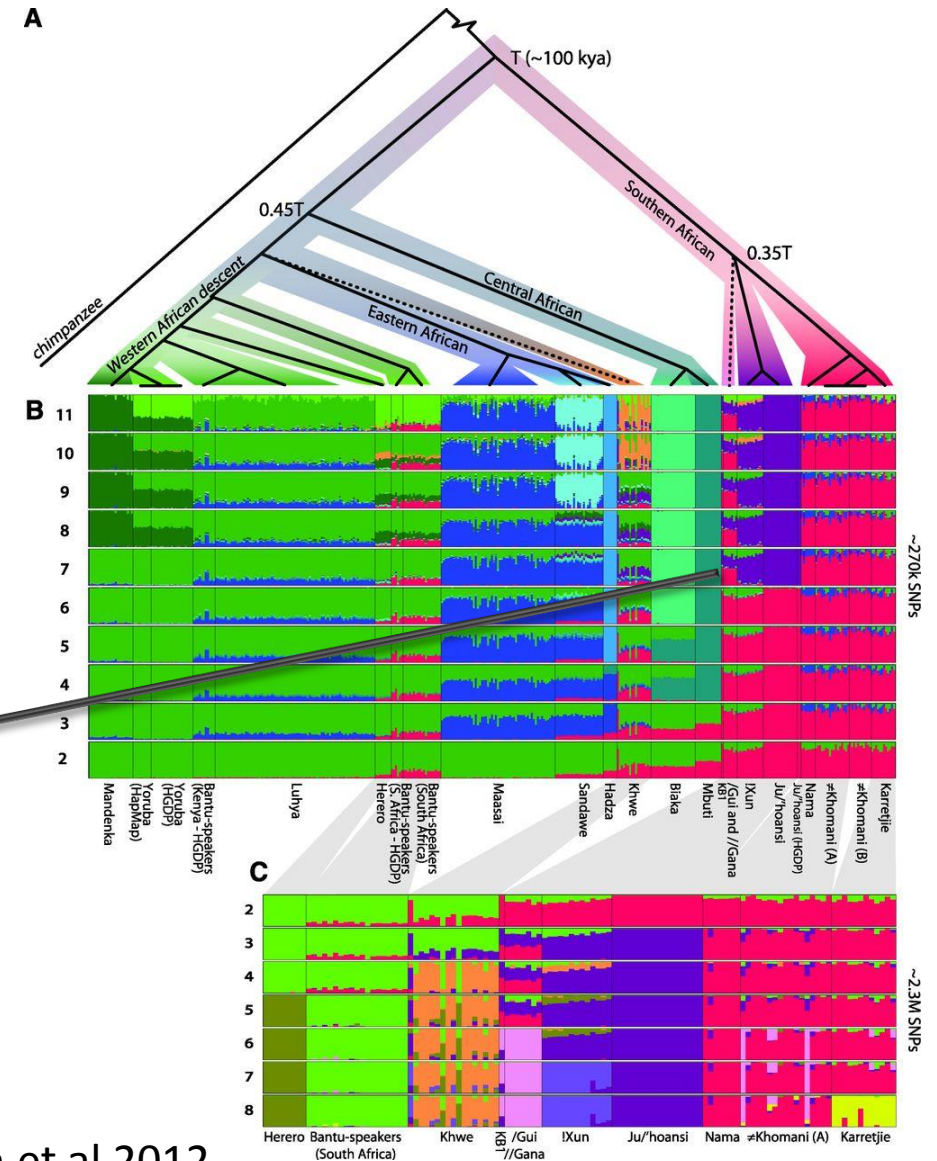 A
T (~100 kya)
Southern African
0.45T
0.35T
Central African
Western African descent
Eastern African
chimpanzee
B
11
10
9
8
7
6
5
4
3
2
~270k SNPs
Mandenka
Yoruba
(HapMap)
Yoruba
(HGDP)
Bantu-speakers
(Kenya - HGDP)
Luhya
Herero
Bantu-speakers
(S. Africa - HGDP)
Bantu-speakers
(South Africa)
Maasai
Sandawe
Hadza
Khwe
Biaka
Mbuti
KB1
/Gui and //Gana
!Xun
Ju/'hoansi
Ju/'hoansi (HGDP)
Nama
≠Khomani (A)
≠Khomani (B)
Karretjie
C
2
3
4
5
6
7
8
~2.3M SNPs
Herero
Bantu-speakers
(South Africa)
Khwe
KB1
/Gui
//Gana
!Xun
Ju/'hoansi
Nama
≠Khomani (A)
Karretjie
et al 2012